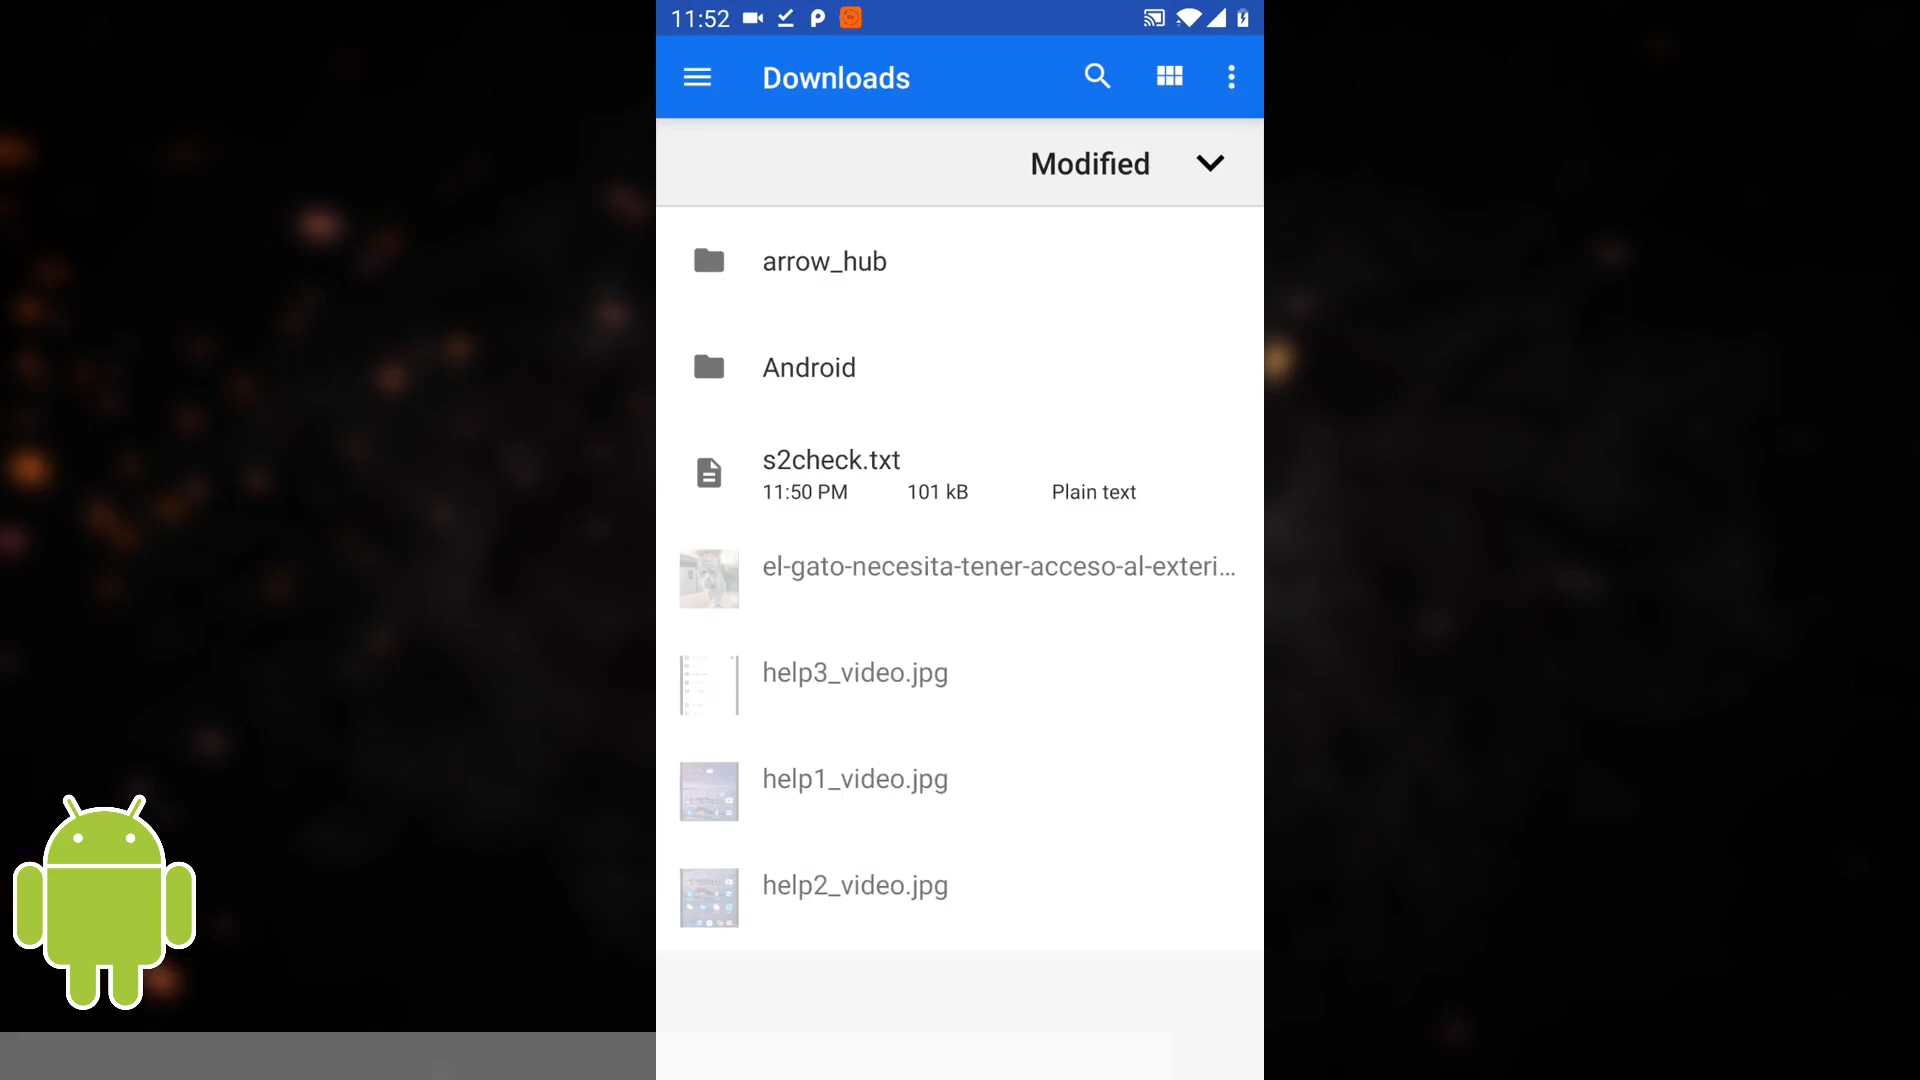 11:52
Downloads
Modified
arrow_hub
Android
s2check.txt
11:50 PM 101 kB Plain text
el-gato-necesita-tener-acceso-al-exteri...
help3_video.jpg
help1_video.jpg
help2_video.jpg